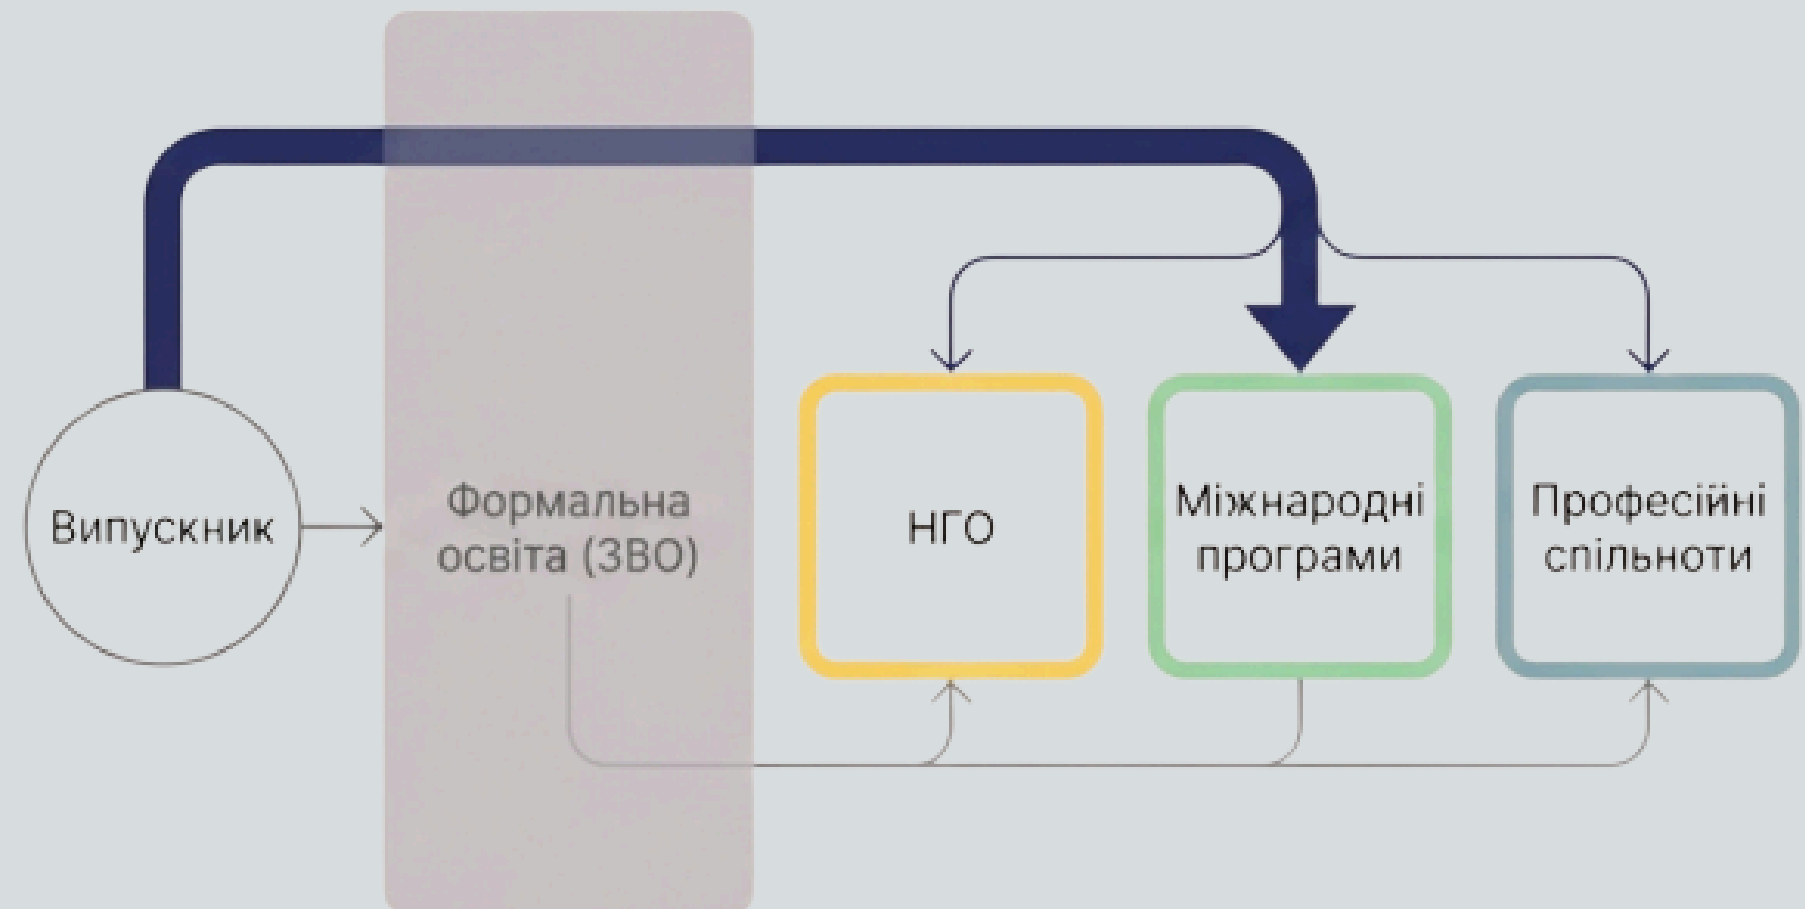 Випускник
Формальна
освіта (ЗВО)
НГО
Міжнародні
програми
Професійні
спільноти